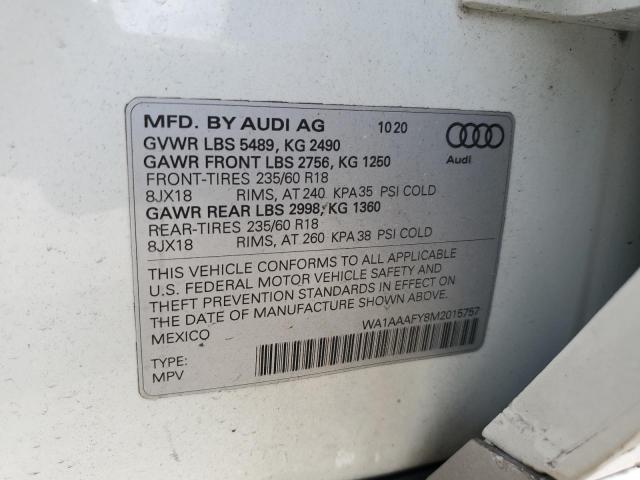 MFD. BY AUDI AG 10 20
GVWR LBS 5489, KG 2490
GAWR FRONT LBS 2756, KG 1250
FRONT-TIRES 235/60 R18
8JX18 RIMS, AT 240 KPA 35 PSI COLD
GAWR REAR LBS 2998, KG 1360
REAR-TIRES 235/60 R18
8JX18 RIMS, AT 260 KPA 38 PSI COLD
Audi
THIS VEHICLE CONFORMS TO ALL APPLICABLE
U.S. FEDERAL MOTOR VEHICLE SAFETY AND
THEFT PREVENTION STANDARDS IN EFFECT ON
THE DATE OF MANUFACTURE SHOWN ABOVE.
MEXICO
WA1AAAFY8M2015757
TYPE:
MPV